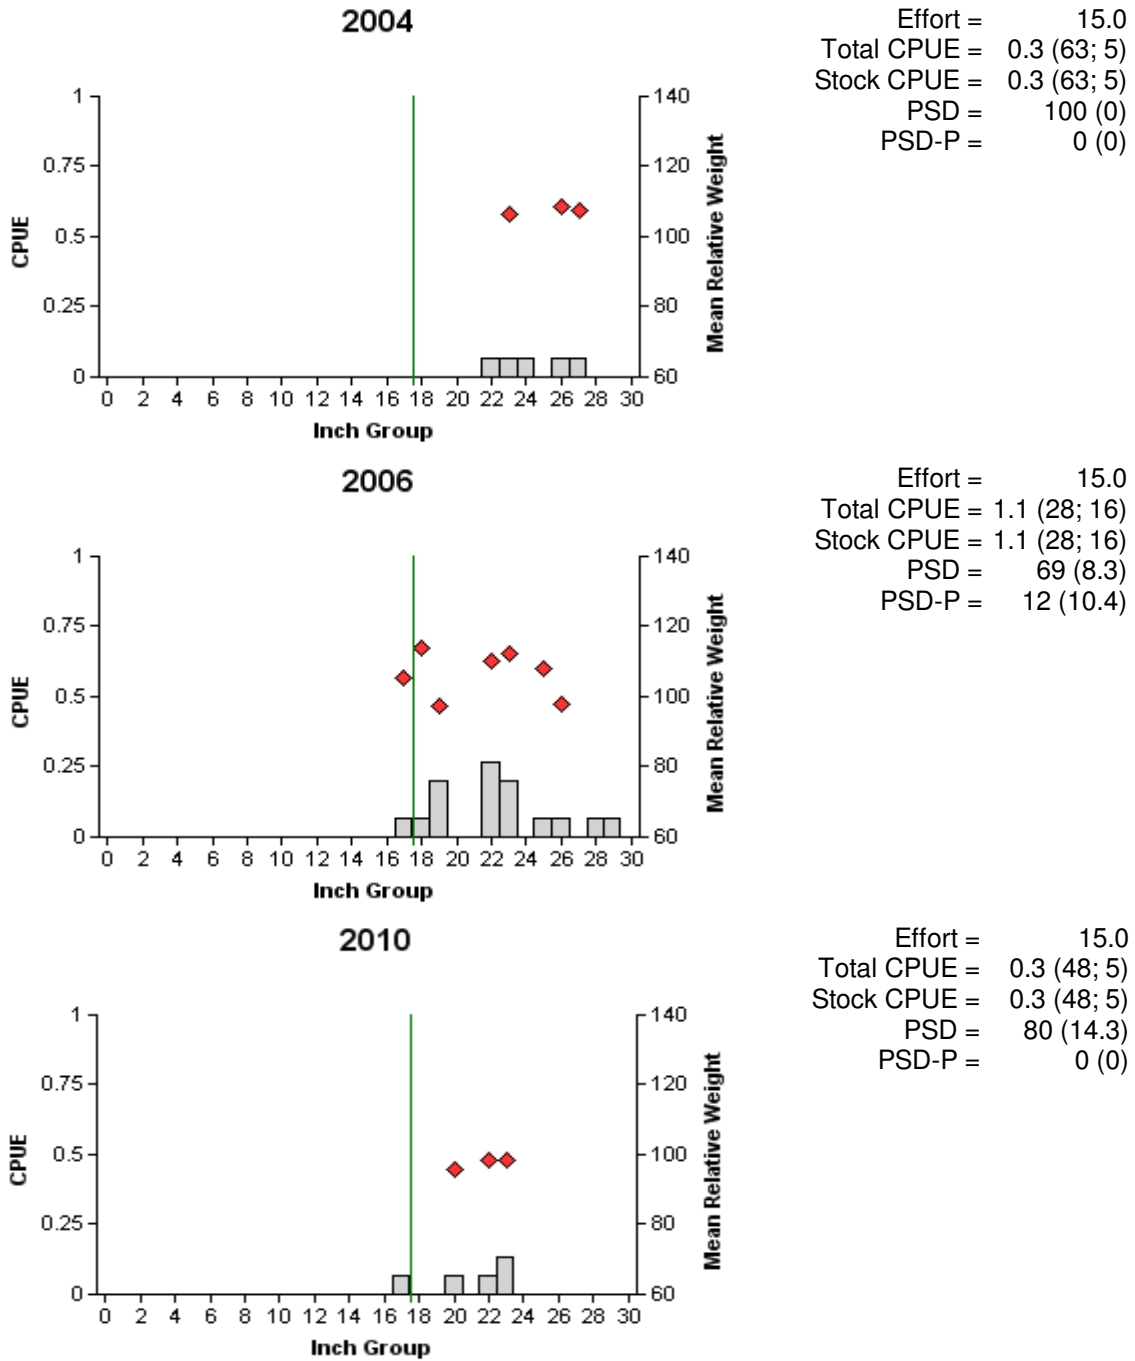 2004
Effort = 15.0
Total CPUE = 0.3 (63; 5)
Stock CPUE = 0.3 (63; 5)
PSD = 100 (0)
PSD-P = 0 (0)
1
0.75
0.5
0.25
0
CPUE
140
120
100
80
60
Mean Relative Weight
0 2 4 6 8 10 12 14 16 18 20 22 24 26 28 30
Inch Group
2006
Effort = 15.0
Total CPUE = 1.1 (28; 16)
Stock CPUE = 1.1 (28; 16)
PSD = 69 (8.3)
PSD-P = 12 (10.4)
1
0.75
0.5
0.25
0
CPUE
140
120
100
80
60
Mean Relative Weight
0 2 4 6 8 10 12 14 16 18 20 22 24 26 28 30
Inch Group
2010
Effort = 15.0
Total CPUE = 0.3 (48; 5)
Stock CPUE = 0.3 (48; 5)
PSD = 80 (14.3)
PSD-P = 0 (0)
1
0.75
0.5
0.25
0
CPUE
140
120
100
80
60
Mean Relative Weight
0 2 4 6 8 10 12 14 16 18 20 22 24 26 28 30
Inch Group